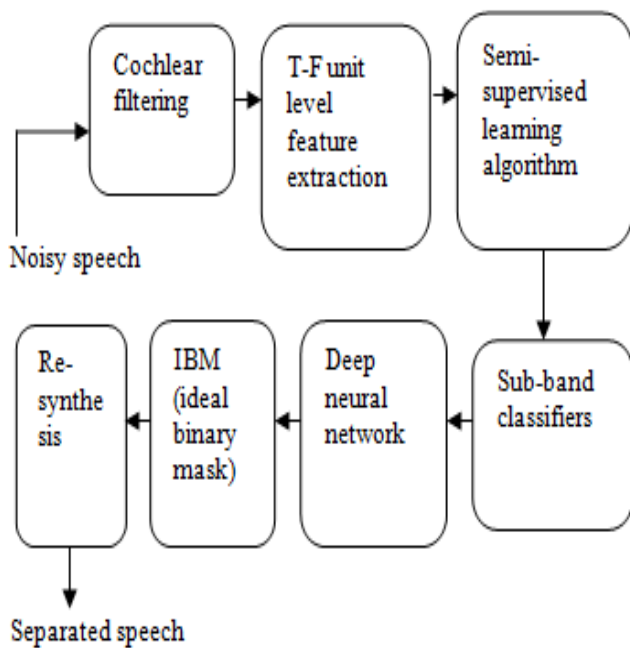 Cochlear
filtering
T-F unit
level
feature
extraction
Semi-
supervised
learning
algorithm
Noisy speech
Sub-band
classifiers
Deep
neural
network
IBM
(ideal
binary
mask)
Re-
synthe
sis
Separated speech